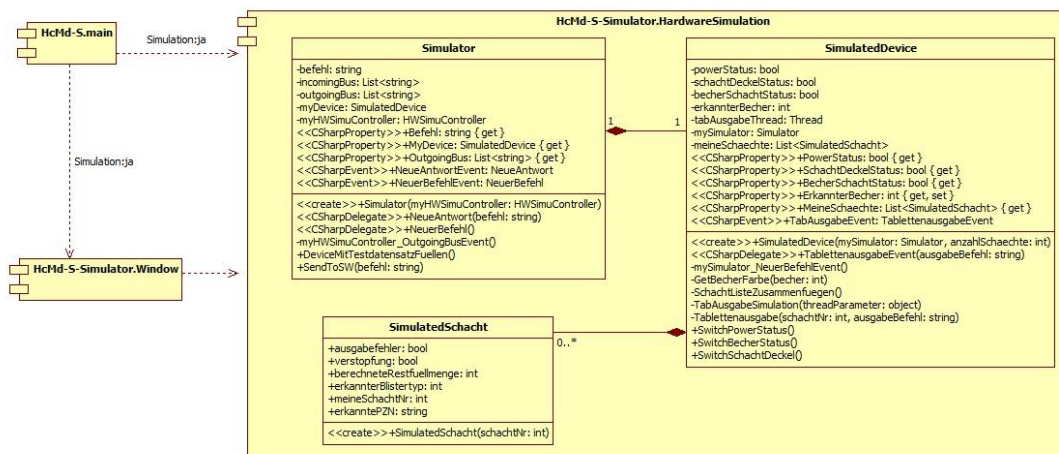 HcMd-S.main
Simulation:ja
Simulation:ja
HcMd-S-Simulator.Window
HcMd-S-Simulator.HardwareSimulation
Simulator
-befehl: string
-incomingBus: List<string>
-outgoingBus: List<string>
-myDevice: SimulatedDevice
-myHWSimuController: HWSimuController
<<CSharpProperty>>+Befehl: string { get }
<<CSharpProperty>>+MyDevice: SimulatedDevice { get }
<<CSharpProperty>>+OutgoingBus: List<string> { get }
<<CSharpEvent>>+NeueAntwortEvent: NeueAntwort
<<CSharpEvent>>+NeuerBefehlEvent: NeuerBefehl
<<create>>+Simulator(myHWSimuController: HWSimuController)
<<CSharpDelegate>>+NeueAntwort(befehl: string)
<<CSharpDelegate>>+NeuerBefehl()
-myHWSimuController_OutgoingBusEvent()
+DeviceMitTestdatensatzFuellen()
+SendToSW(befehl: string)
1
1
SimulatedDevice
-powerStatus: bool
-schachtDeckelStatus: bool
-becherSchachtStatus: bool
-erkannterBecher: int
-tabAusgabeThread: Thread
-mySimulator: Simulator
-meineSchaechte: List<SimulatedSchacht>
<<CSharpProperty>>+PowerStatus: bool { get }
<<CSharpProperty>>+SchachtDeckelStatus: bool { get }
<<CSharpProperty>>+BecherSchachtStatus: bool { get }
<<CSharpProperty>>+ErkannterBecher: int { get, set }
<<CSharpProperty>>+MeineSchaechte: List<SimulatedSchacht> { get }
<<CSharpEvent>>+TabAusgabeEvent: TablettenausgabeEvent
<<create>>+SimulatedDevice(mySimulator: Simulator, anzahlSchaechte: int)
<<CSharpDelegate>>+TablettenausgabeEvent(ausgabeBefehl: string)
-mySimulator_NeuerBefehlEvent()
-GetBecherFarbe(becher: int)
-SchachtListeZusammenfuegen()
-TabAusgabeSimulation(threadParameter: object)
-Tablettenausgabe(schachtNr: int, ausgabeBefehl: string)
+SwitchPowerStatus()
+SwitchBecherStatus()
+SwitchSchachtDeckel()
SimulatedSchacht
+ausgabefehler: bool
+verstopfung: bool
+berechneteRestfuellmenge: int
+erkannterBlistertyp: int
+meineSchachtNr: int
+erkanntePZN: string
<<create>>+SimulatedSchacht(schachtNr: int)
0..*